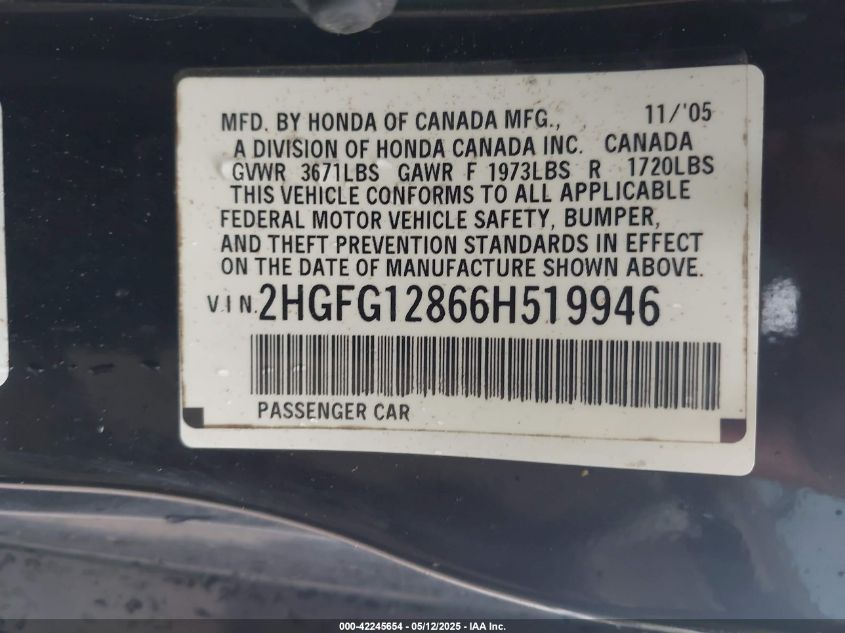 MFD. BY HONDA OF CANADA MFG., 11/'05
A DIVISION OF HONDA CANADA INC. CANADA
GVWR 3671LBS GAWR F 1973LBS R 1720LBS
THIS VEHICLE CONFORMS TO ALL APPLICABLE
FEDERAL MOTOR VEHICLE SAFETY, BUMPER,
AND THEFT PREVENTION STANDARDS IN EFFECT
ON THE DATE OF MANUFACTURE SHOWN ABOVE.
V.I.N. 2HGFG12866H519946
PASSENGER CAR
000-42245654 - 05/12/2025 - IAA Inc.